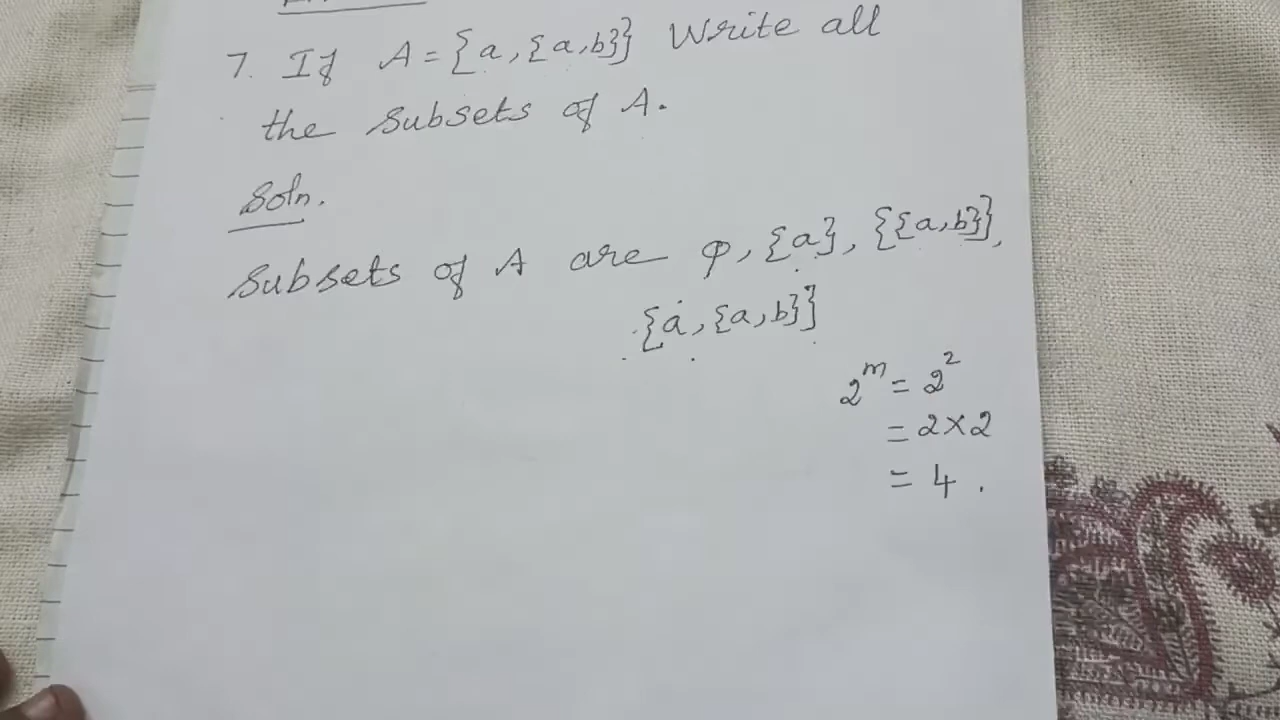 7. If A = {a, {a, b}} Write all
the subsets of A.
Soln.
Subsets of A are φ, {a}, {{a, b}},
{a, {a, b}}
2^m = 2^2
= 2 × 2
= 4.